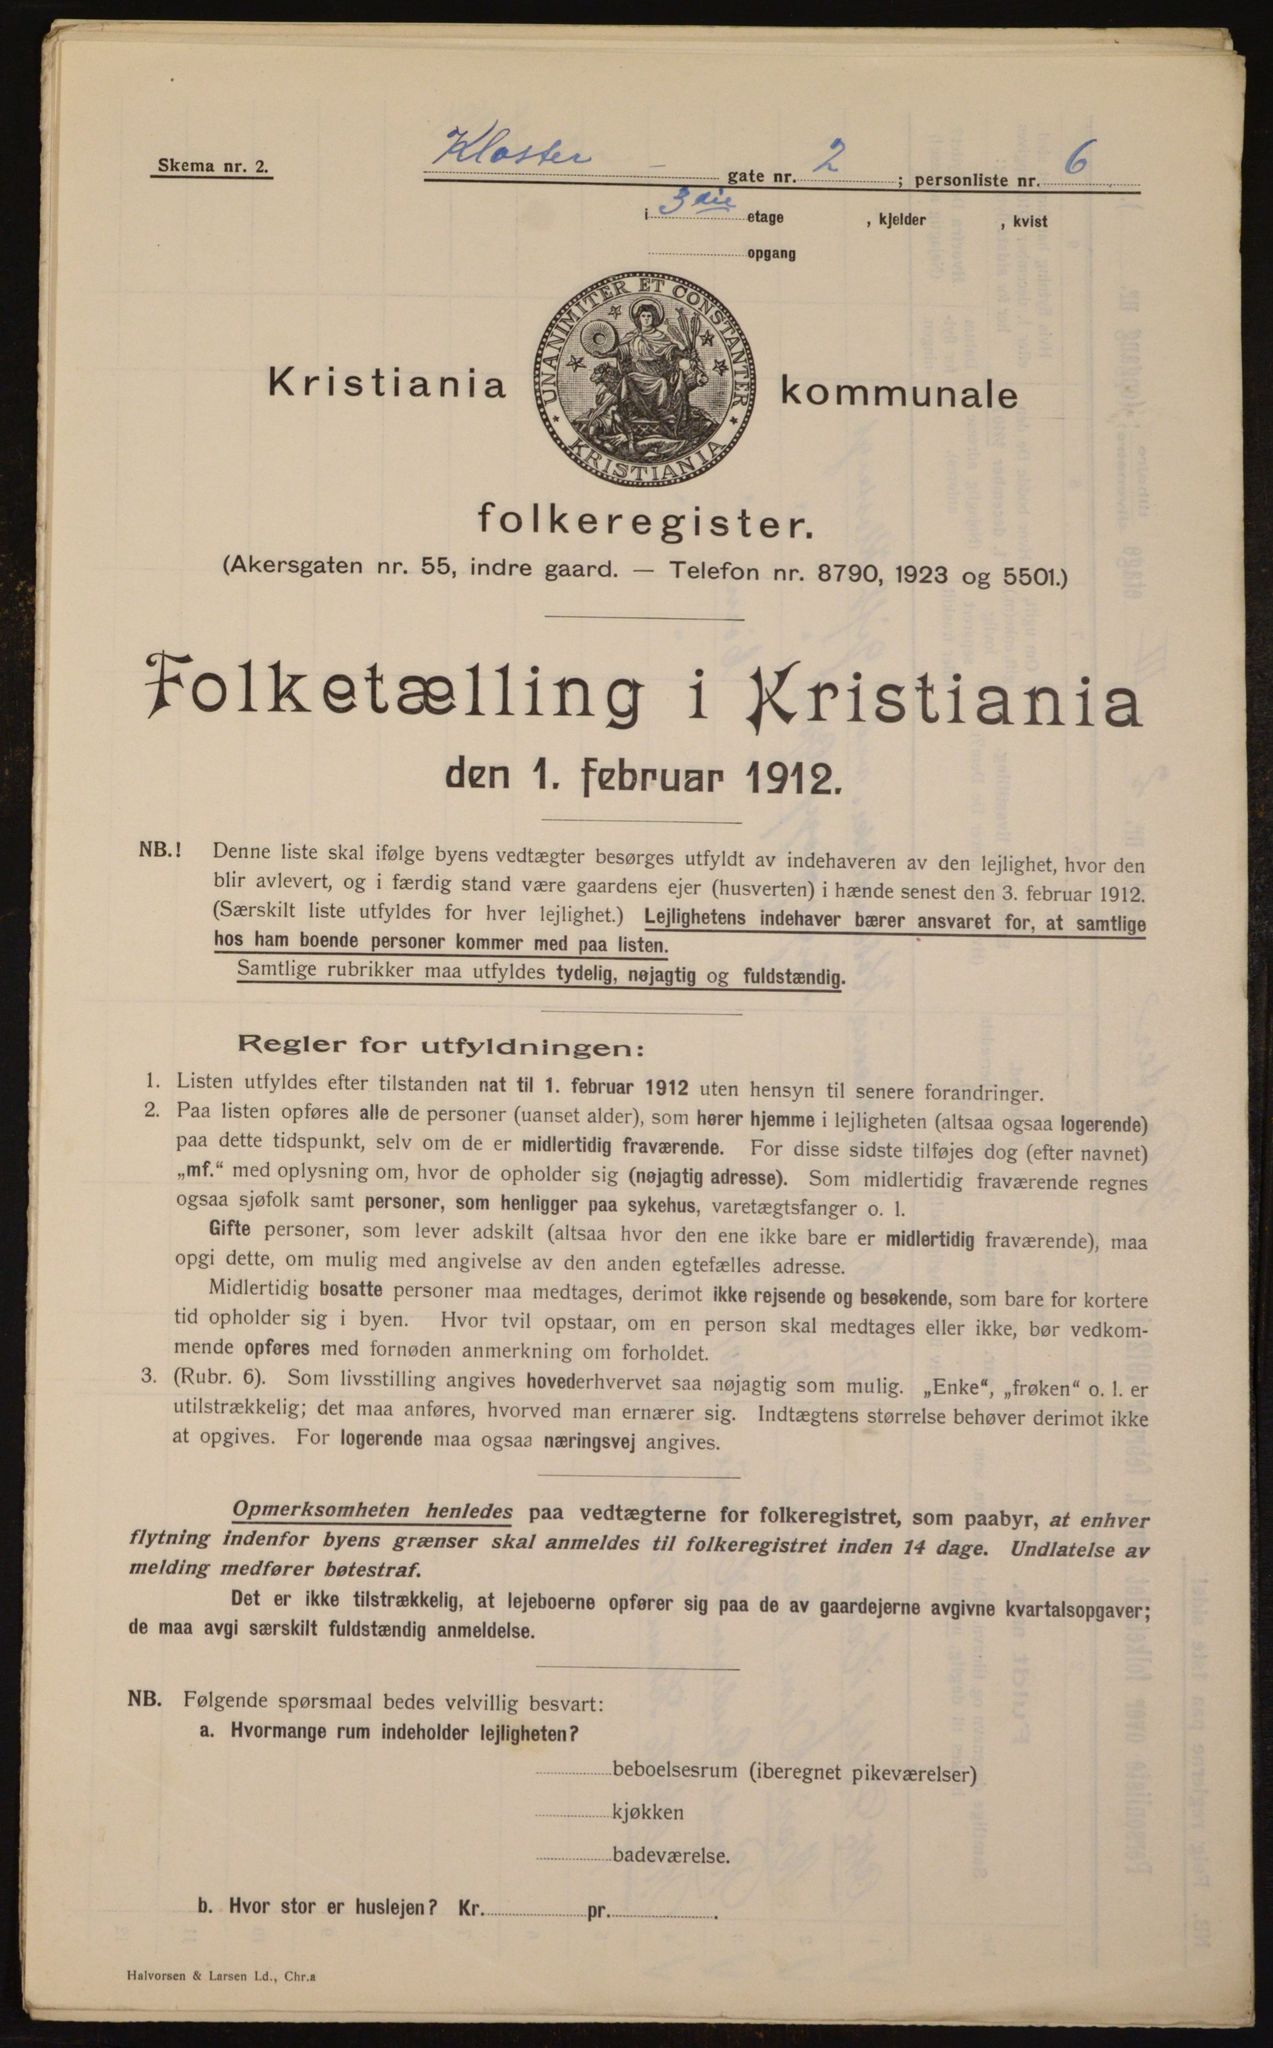 Skema nr. 2.
Kloster - gate nr. 2 ; personliste nr. 6
i 3die etage , kjelder , kvist
opgang
UNANIMITER ET CONSTANTER
KRISTIANIA
Kristiania kommunale
folkeregister.
(Akersgaten nr. 55, indre gaard. — Telefon nr. 8790, 1923 og 5501.)
Folketælling i Kristiania
den 1. februar 1912.
NB.! Denne liste skal ifølge byens vedtægter besørges utfyldt av indehaveren av den lejlighet, hvor den
blir avlevert, og i færdig stand være gaardens ejer (husverten) i hænde senest den 3. februar 1912.
(Særskilt liste utfyldes for hver lejlighet.) Lejlighetens indehaver bærer ansvaret for, at samtlige
hos ham boende personer kommer med paa listen.
Samtlige rubrikker maa utfyldes tydelig, nøjagtig og fuldstændig.
Regler for utfyldningen:
1. Listen utfyldes efter tilstanden nat til 1. februar 1912 uten hensyn til senere forandringer.
2. Paa listen opføres alle de personer (uanset alder), som hører hjemme i lejligheten (altsaa ogsaa logerende)
paa dette tidspunkt, selv om de er midlertidig fraværende. For disse sidste tilføjes dog (efter navnet)
„mf.“ med oplysning om, hvor de opholder sig (nøjagtig adresse). Som midlertidig fraværende regnes
ogsaa sjøfolk samt personer, som henligger paa sykehus, varetægtsfanger o. l.
Gifte personer, som lever adskilt (altsaa hvor den ene ikke bare er midlertidig fraværende), maa
opgi dette, om mulig med angivelse av den anden egtefælles adresse.
Midlertidig bosatte personer maa medtages, derimot ikke rejsende og besøkende, som bare for kortere
tid opholder sig i byen. Hvor tvil opstaar, om en person skal medtages eller ikke, bør vedkom-
mende opføres med fornøden anmerkning om forholdet.
3. (Rubr. 6). Som livsstilling angives hovederhvervet saa nøjagtig som mulig. „Enke“, „frøken“ o. l. er
utilstrækkelig; det maa anføres, hvorved man ernærer sig. Indtægtens størrelse behøver derimot ikke
at opgives. For logerende maa ogsaa næringsvej angives.
Opmerksomheten henledes paa vedtægterne for folkeregistret, som paabyr, at enhver
flytning indenfor byens grænser skal anmeldes til folkeregistret inden 14 dage. Undlatelse av
melding medfører bøtestraf.
Det er ikke tilstrækkelig, at lejeboerne opfører sig paa de av gaardejerne avgivne kvartalsopgaver;
de maa avgi særskilt fuldstændig anmeldelse.
NB. Følgende spørsmaal bedes velvillig besvart:
a. Hvormange rum indeholder lejligheten?
beboelsesrum (iberegnet pikeværelser)
kjøkken
badeværelse.
b. Hvor stor er huslejen? Kr. pr. .
Halvorsen & Larsen Ld., Chr.a